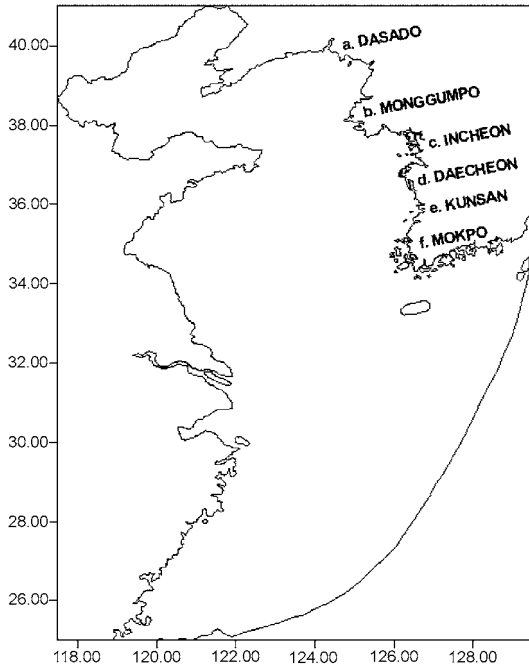 40.00
a. DASADO
b. MONGGUMPO
38.00
c. INCHEON
d. DAECHEON
36.00
e. KUNSAN
f. MOKPO
34.00
32.00
30.00
28.00
26.00
118.00 120.00 122.00 124.00 126.00 128.00